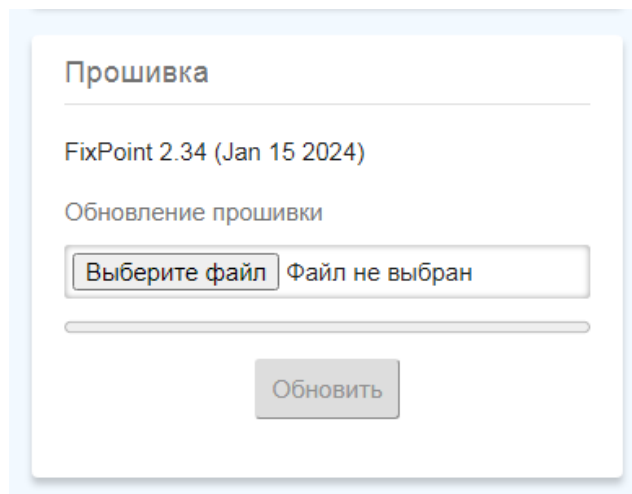 Прошивка
FixPoint 2.34 (Jan 15 2024)
Обновление прошивки
Выберите файл Файл не выбран
Обновить